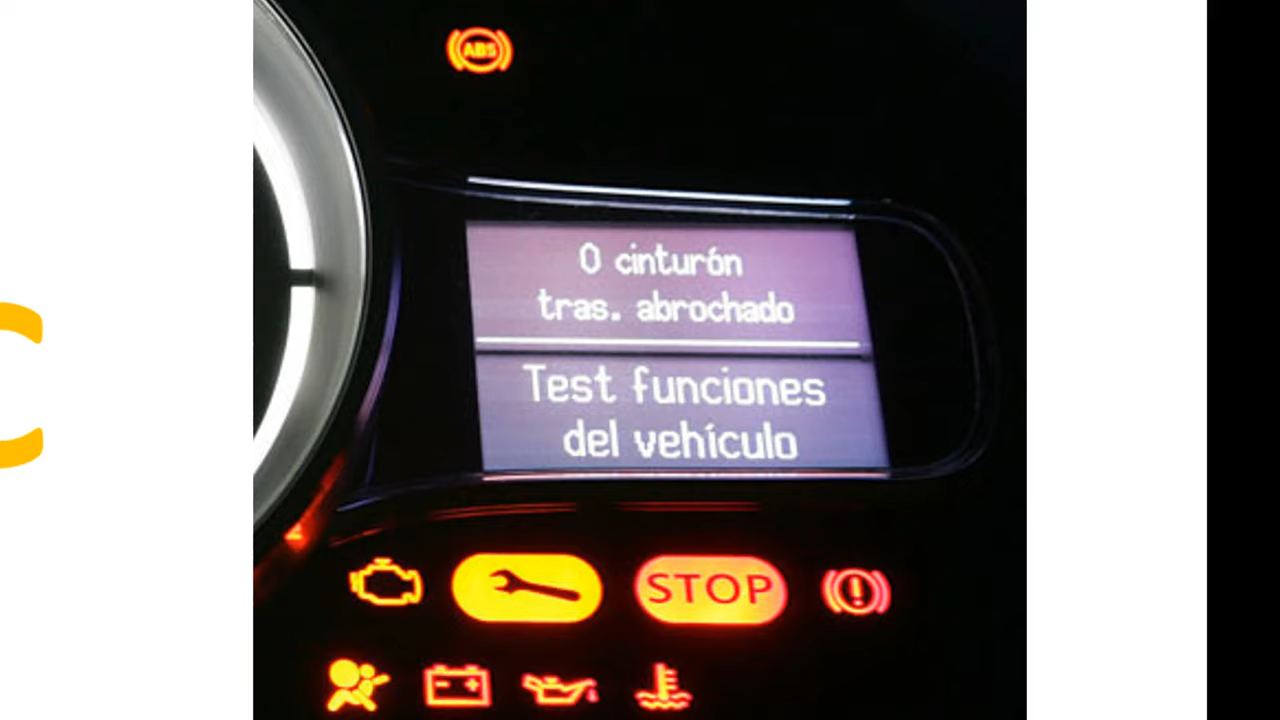 ABS
0 cinturón
tras. abrochado
Test funciones
del vehículo
STOP